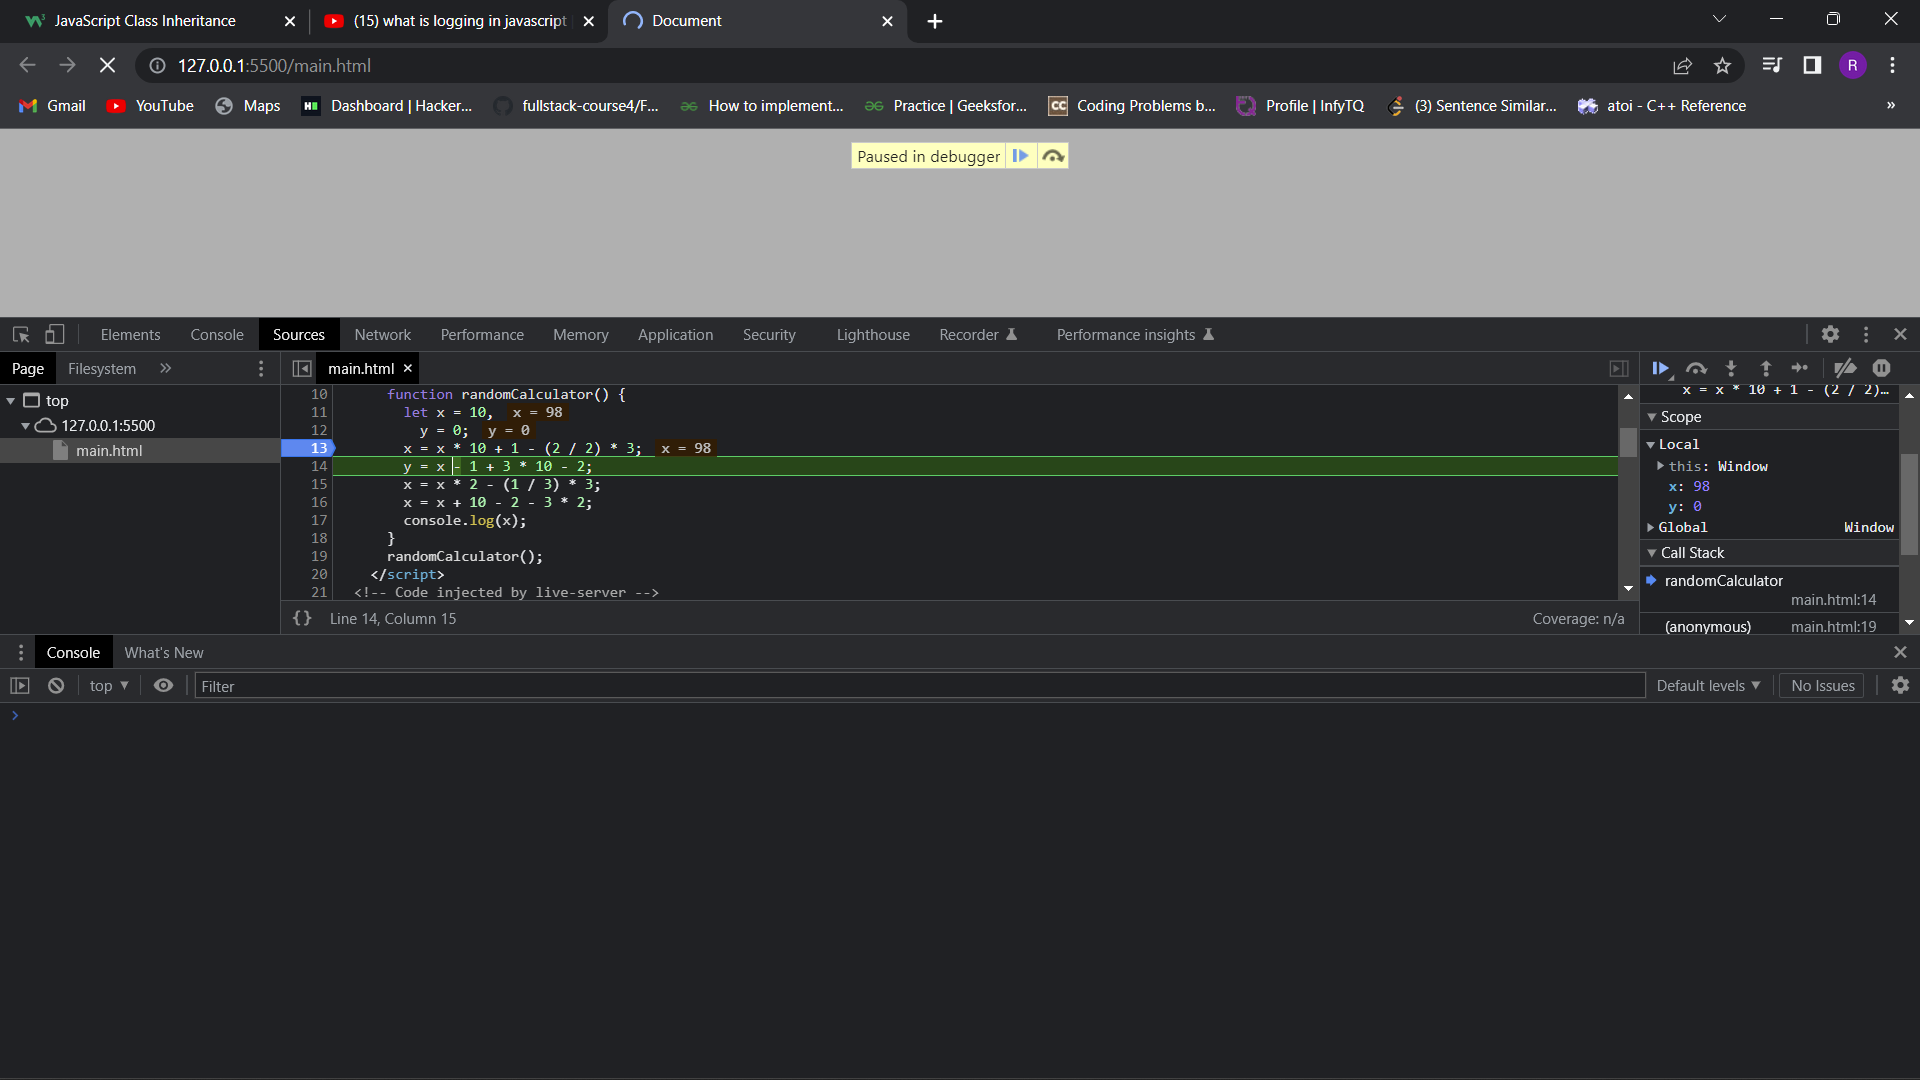 JavaScript Class Inheritance
(15) what is logging in javascript
Document
127.0.0.1:5500/main.html
R
Gmail
YouTube
Maps
Dashboard | Hacker...
fullstack-course4/F...
How to implement...
Practice | Geeksfor...
CC
Coding Problems b...
Profile | InfyTQ
(3) Sentence Similar...
atoi - C++ Reference
»
Paused in debugger
Elements
Console
Sources
Network
Performance
Memory
Application
Security
Lighthouse
Recorder
Performance insights
Page
Filesystem
main.html
top
127.0.0.1:5500
main.html
10 function randomCalculator() {
11 let x = 10, x = 98
12 y = 0; y = 0
13 x = x * 10 + 1 - (2 / 2) * 3; x = 98
14 y = x - 1 + 3 * 10 - 2;
15 x = x * 2 - (1 / 3) * 3;
16 x = x + 10 - 2 - 3 * 2;
17 console.log(x);
18 }
19 randomCalculator();
20 </script>
21 <!-- Code injected by live-server -->
{} Line 14, Column 15
Coverage: n/a
x = x * 10 + 1 - (2 / 2)…
Scope
Local
this: Window
x: 98
y: 0
Global Window
Call Stack
randomCalculator
main.html:14
(anonymous) main.html:19
Console
What's New
top
Filter
Default levels
No Issues